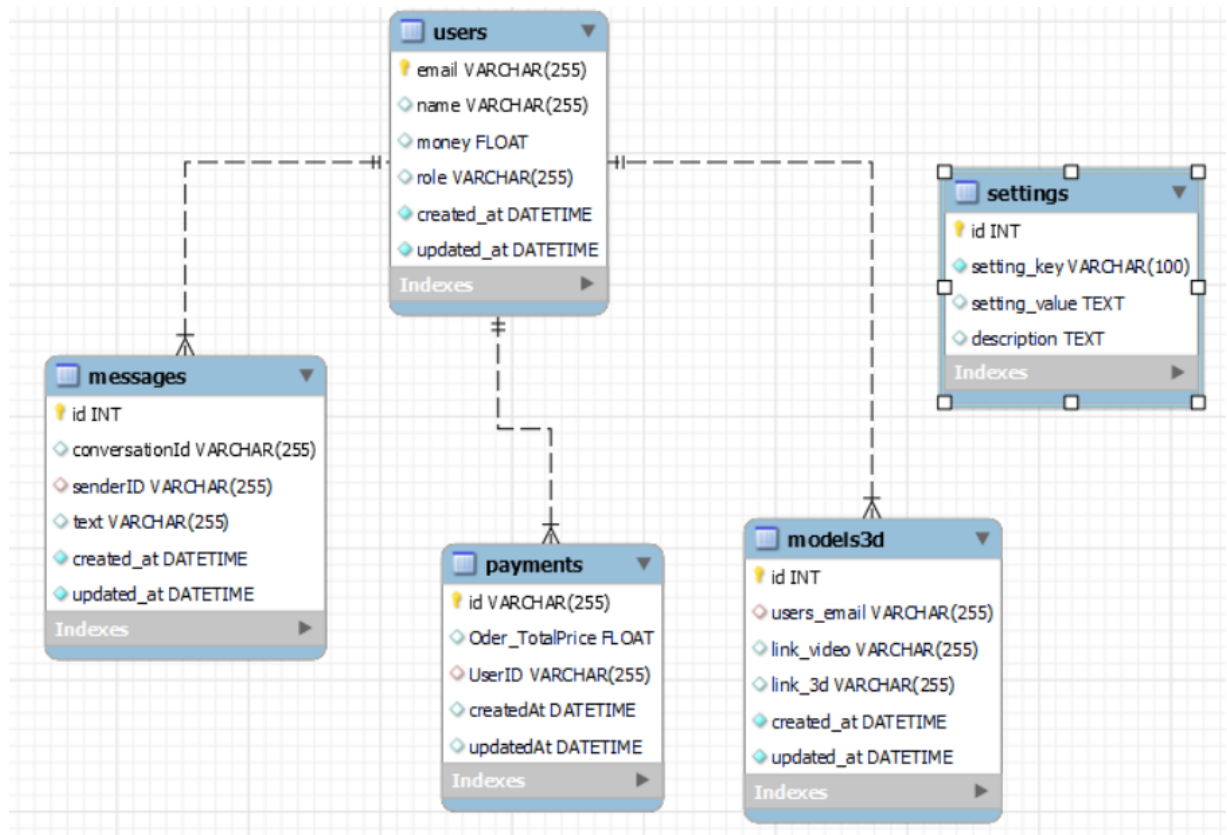 users
email VARCHAR(255)
name VARCHAR(255)
money FLOAT
role VARCHAR(255)
created_at DATETIME
updated_at DATETIME
Indexes
settings
id INT
setting_key VARCHAR(100)
setting_value TEXT
description TEXT
Indexes
messages
id INT
conversationId VARCHAR(255)
senderID VARCHAR(255)
text VARCHAR(255)
created_at DATETIME
updated_at DATETIME
Indexes
payments
id VARCHAR(255)
Oder_TotalPrice FLOAT
UserID VARCHAR(255)
createdAt DATETIME
updatedAt DATETIME
Indexes
models3d
id INT
users_email VARCHAR(255)
link_video VARCHAR(255)
link_3d VARCHAR(255)
created_at DATETIME
updated_at DATETIME
Indexes